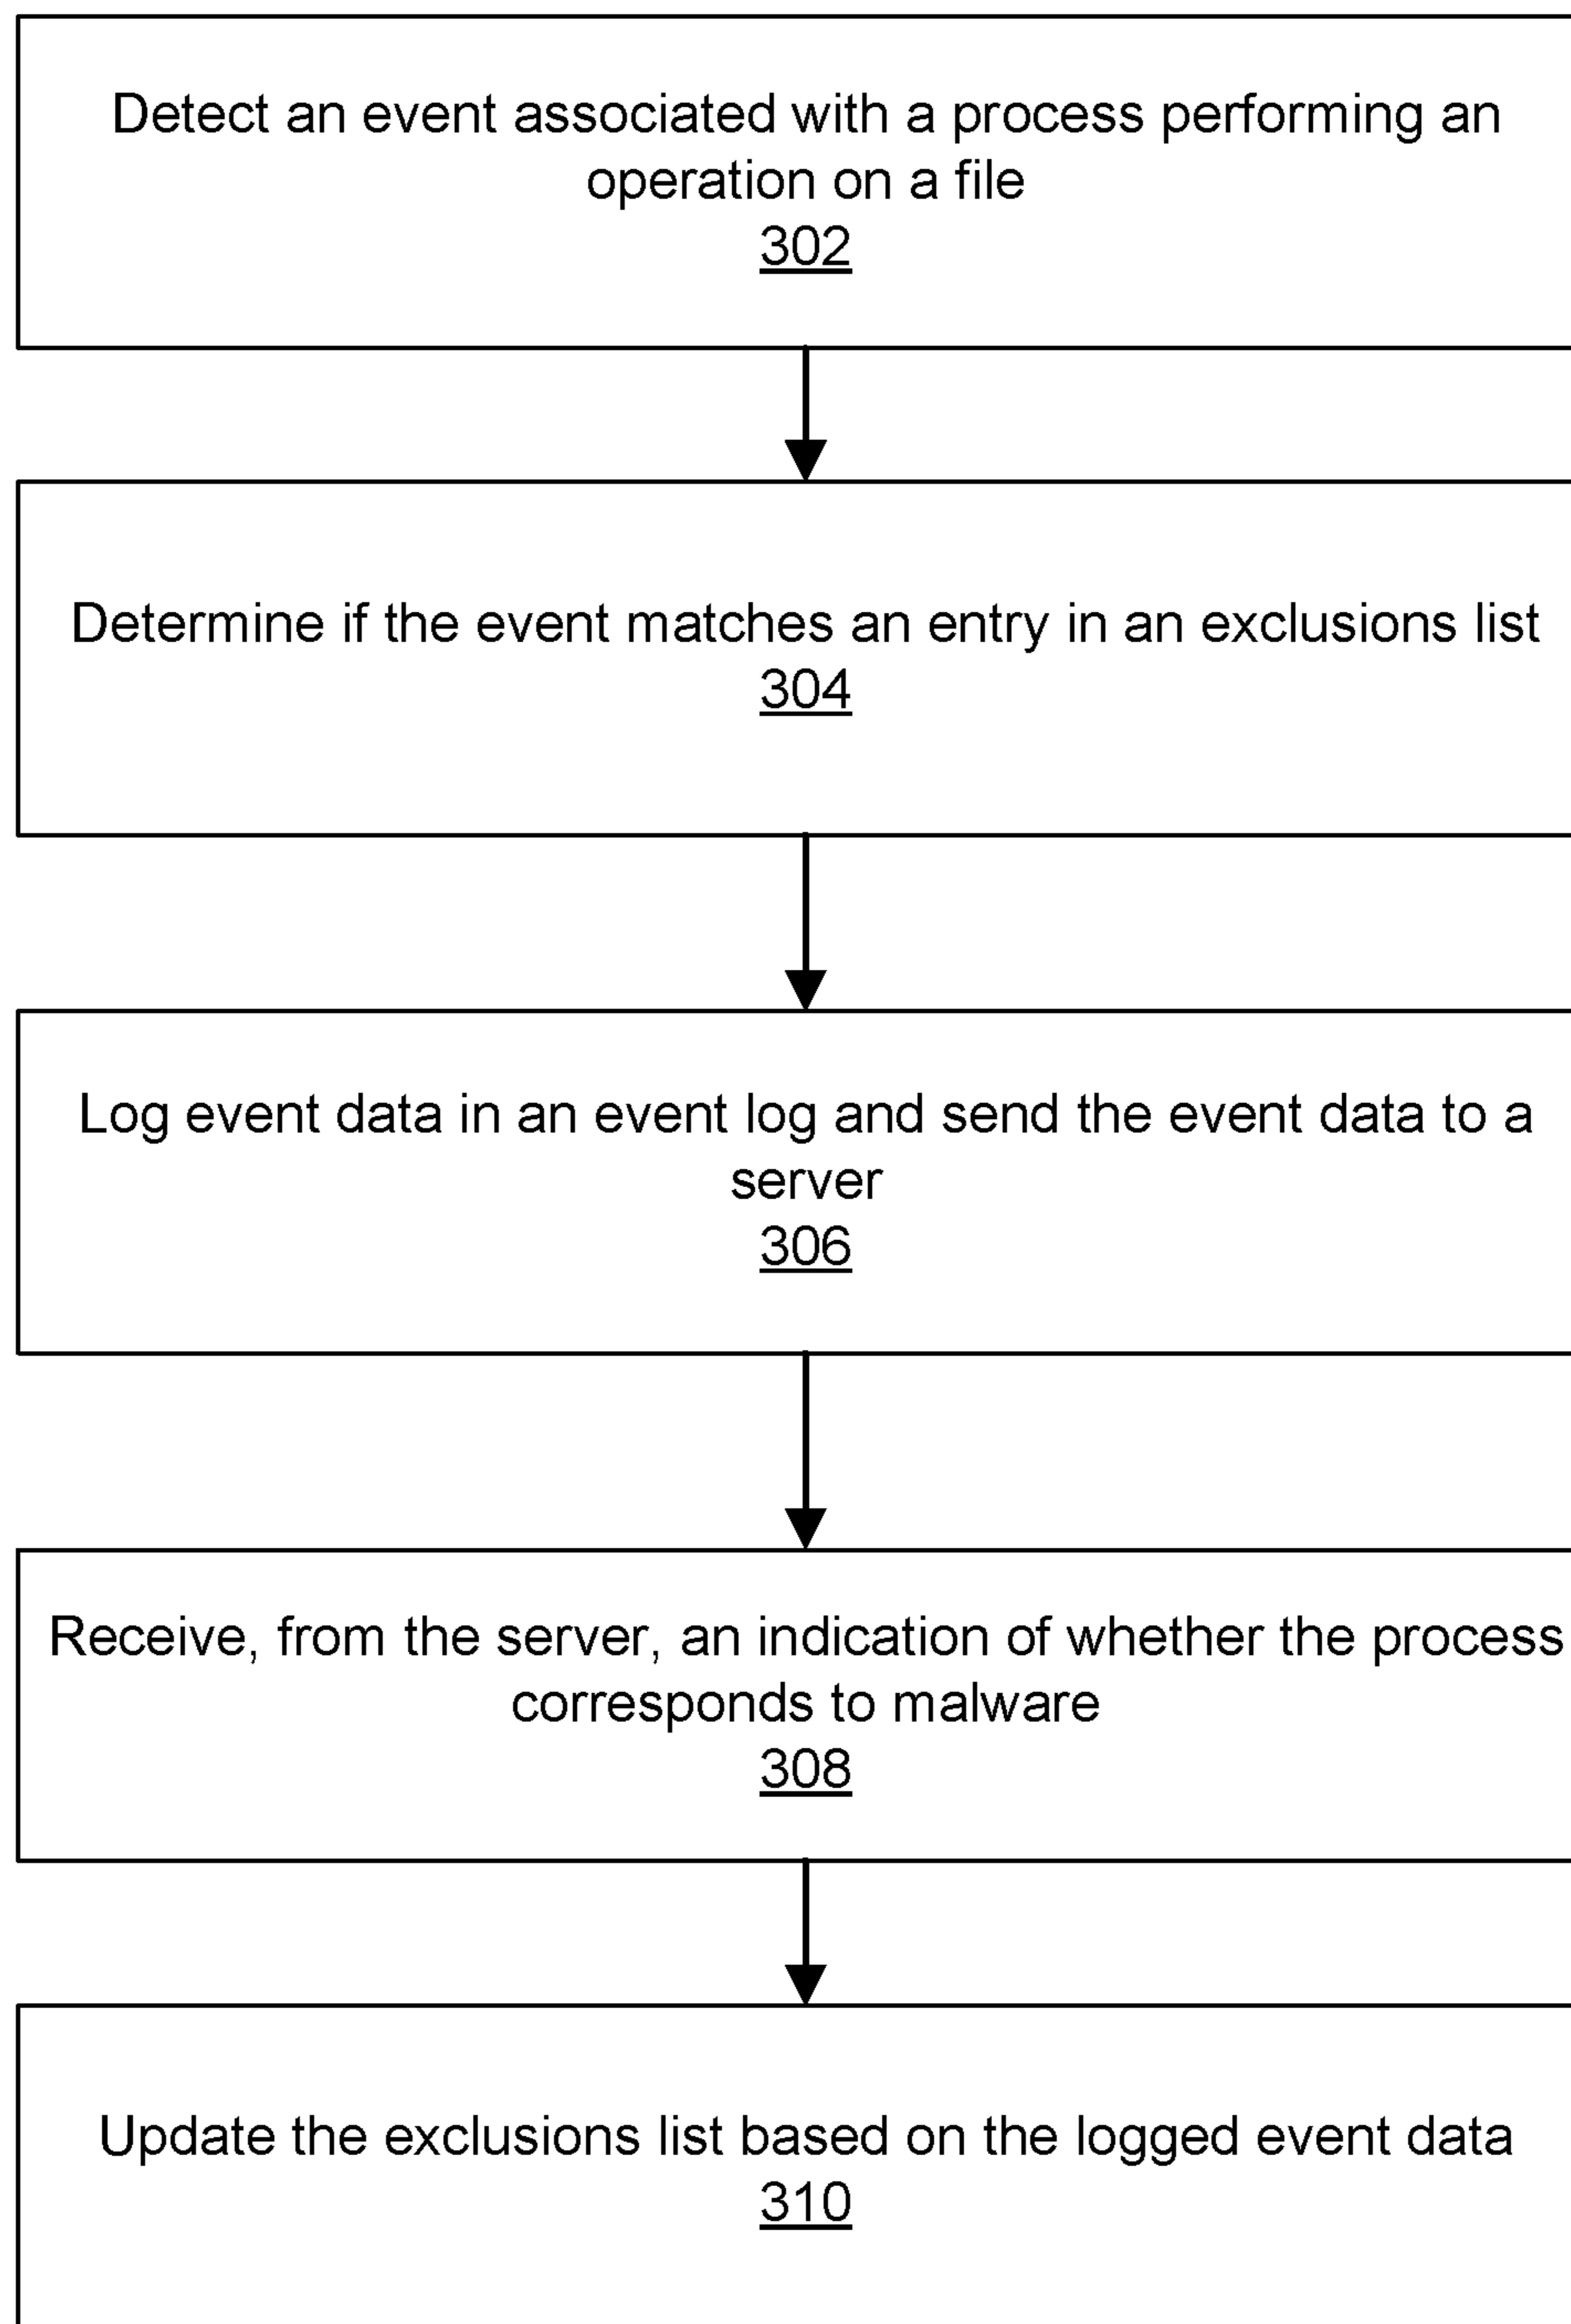 Detect an event associated with a process performing an
operation on a file
302
Determine if the event matches an entry in an exclusions list
304
Log event data in an event log and send the event data to a
server
306
Receive, from the server, an indication of whether the process
corresponds to malware
308
Update the exclusions list based on the logged event data
310